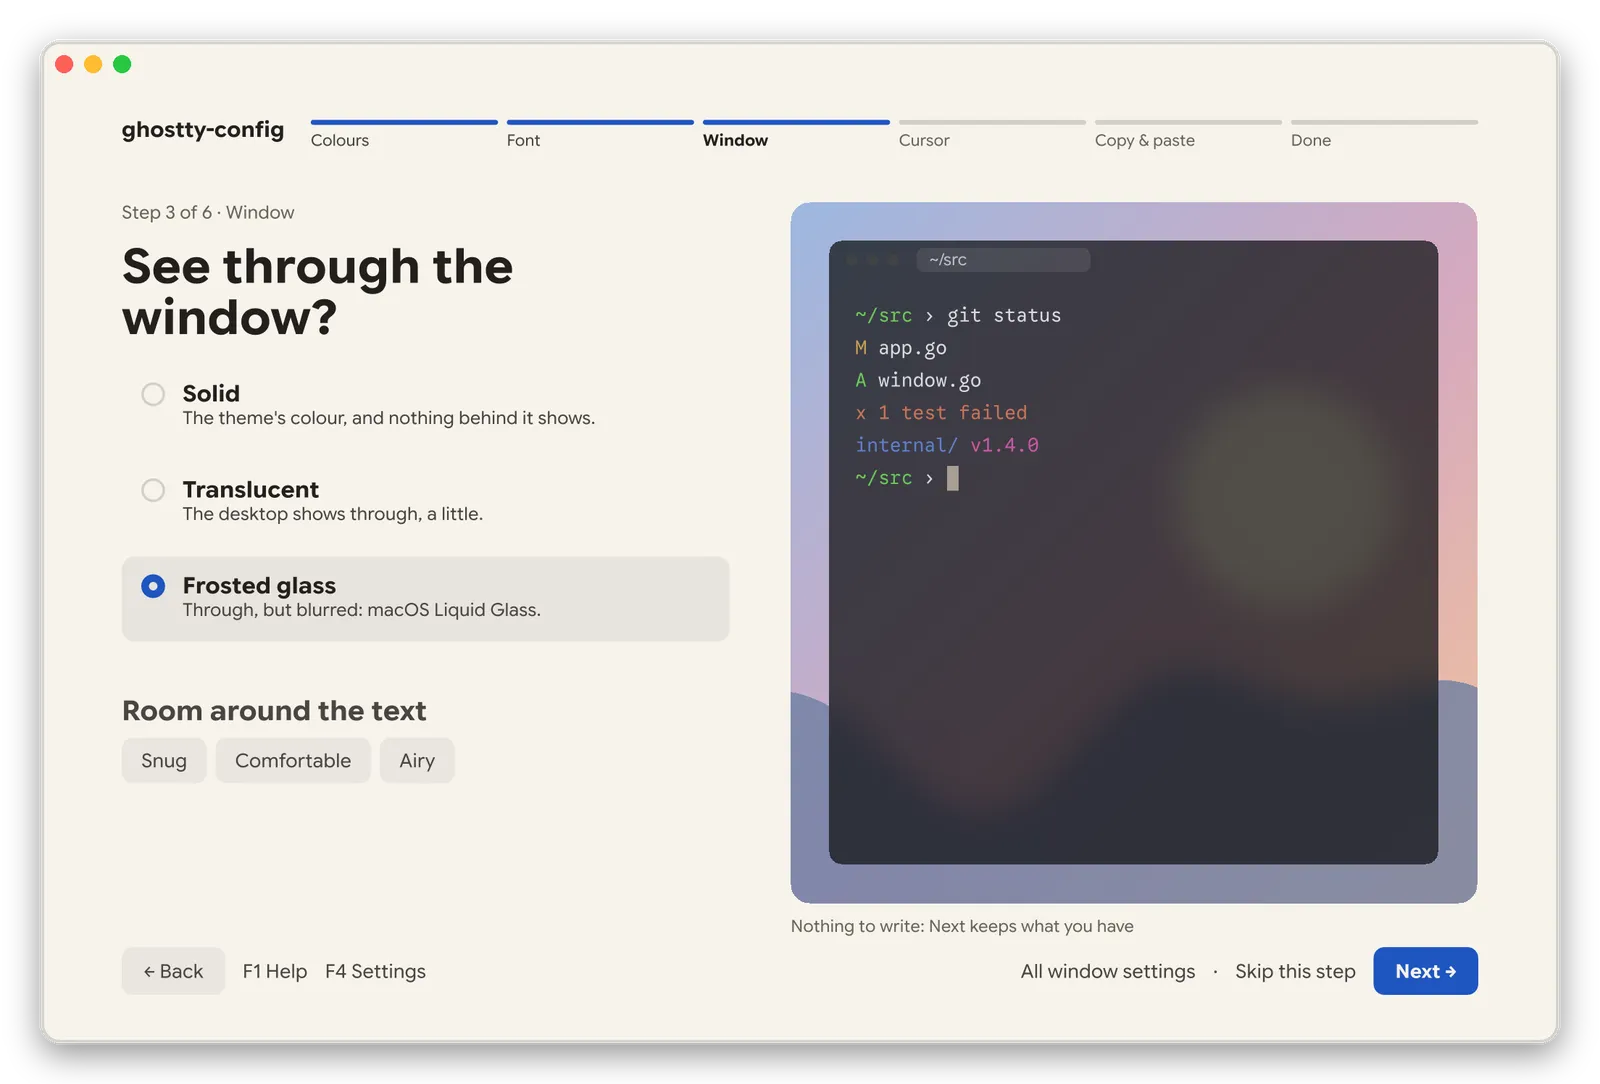 ghostty-config
Colours
Font
Window
Cursor
Copy & paste
Done
Step 3 of 6 · Window
See through the
window?
Solid
The theme's colour, and nothing behind it shows.
Translucent
The desktop shows through, a little.
Frosted glass
Through, but blurred: macOS Liquid Glass.
Room around the text
Snug
Comfortable
Airy
~/src
~/src › git status
M app.go
A window.go
x 1 test failed
internal/ v1.4.0
~/src ›
Nothing to write: Next keeps what you have
← Back
F1 Help
F4 Settings
All window settings · Skip this step
Next →